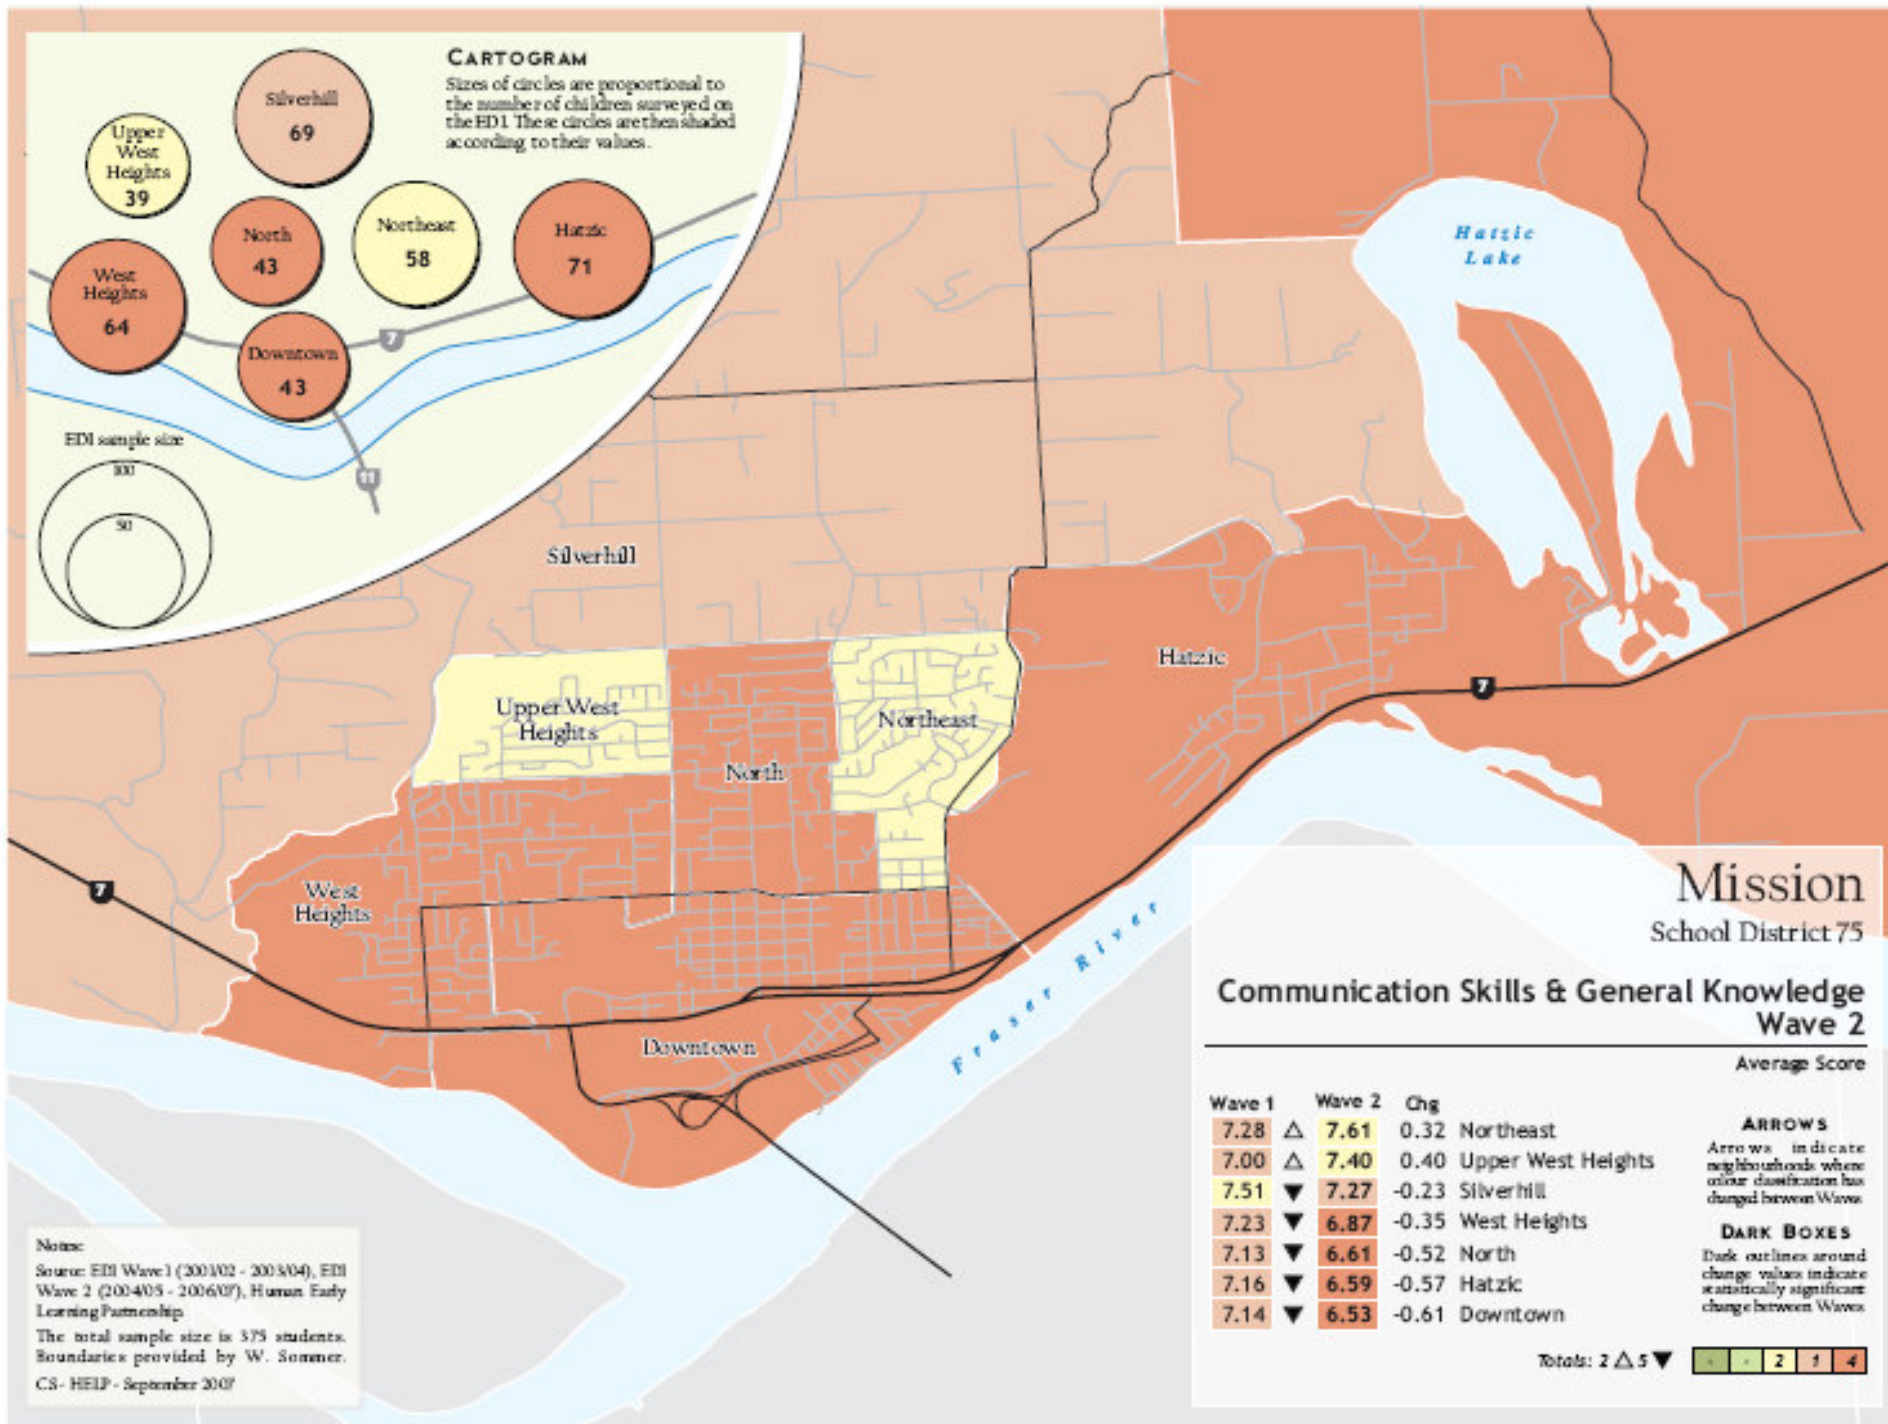 CARTOGRAM
Sizes of circles are proportional to
the number of children surveyed on
the EDI. These circles are then shaded
according to their values.
Silverhill
69
Upper
West
Heights
39
North
43
Northeast
58
Hatzic
71
West
Heights
64
Downtown
43
7
11
EDI sample size
100
50
Hatzic
Lake
Silverhill
Hatzic
7
Upper West
Heights
Northeast
North
7
West
Heights
Downtown
Fraser River
Mission
School District 75
Communication Skills & General Knowledge
Wave 2
Average Score
Wave 1 Wave 2 Chg
7.28 △ 7.61 0.32 Northeast
7.00 △ 7.40 0.40 Upper West Heights
7.51 ▼ 7.27 -0.23 Silverhill
7.23 ▼ 6.87 -0.35 West Heights
7.13 ▼ 6.61 -0.52 North
7.16 ▼ 6.59 -0.57 Hatzic
7.14 ▼ 6.53 -0.61 Downtown
ARROWS
Arrows indicate
neighbourhoods where
colour classification has
changed between Waves
DARK BOXES
Dark outlines around
change values indicate
statistically significant
change between Waves
Totals: 2 △ 5 ▼ - - 2 1 4
Notes:
Source: EDI Wave 1 (2001/02 - 2003/04), EDI
Wave 2 (2004/05 - 2006/07), Human Early
Learning Partnership
The total sample size is 375 students.
Boundaries provided by W. Sommer.
CS - HELP - September 2007